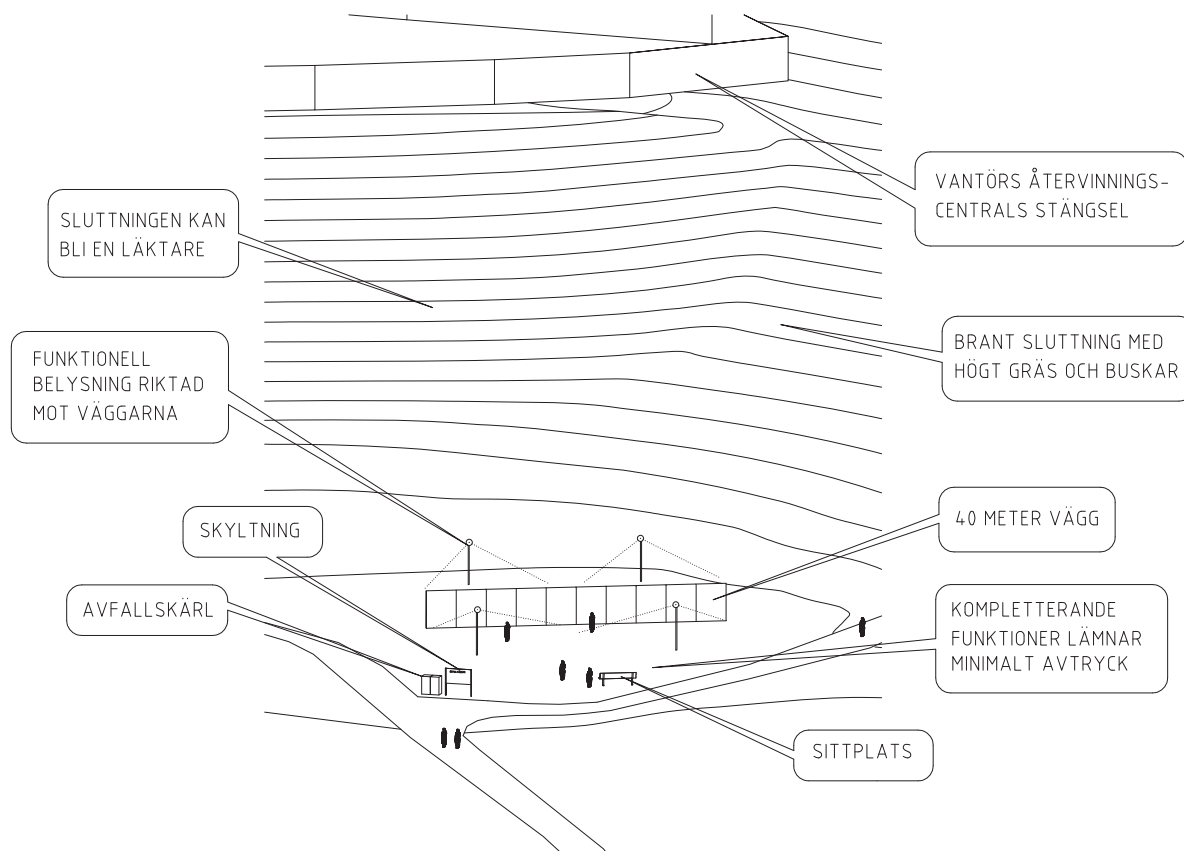 VANTÖRS ÅTERVINNINGS-
CENTRALS STÄNGSEL
SLUTTNINGEN KAN
BLI EN LÄKTARE
BRANT SLUTTNING MED
HÖGT GRÄS OCH BUSKAR
FUNKTIONELL
BELYSNING RIKTAD
MOT VÄGGARNA
40 METER VÄGG
SKYLTNING
AVFALLSKÄRL
KOMPLETTERANDE
FUNKTIONER LÄMNAR
MINIMALT AVTRYCK
SITTPLATS